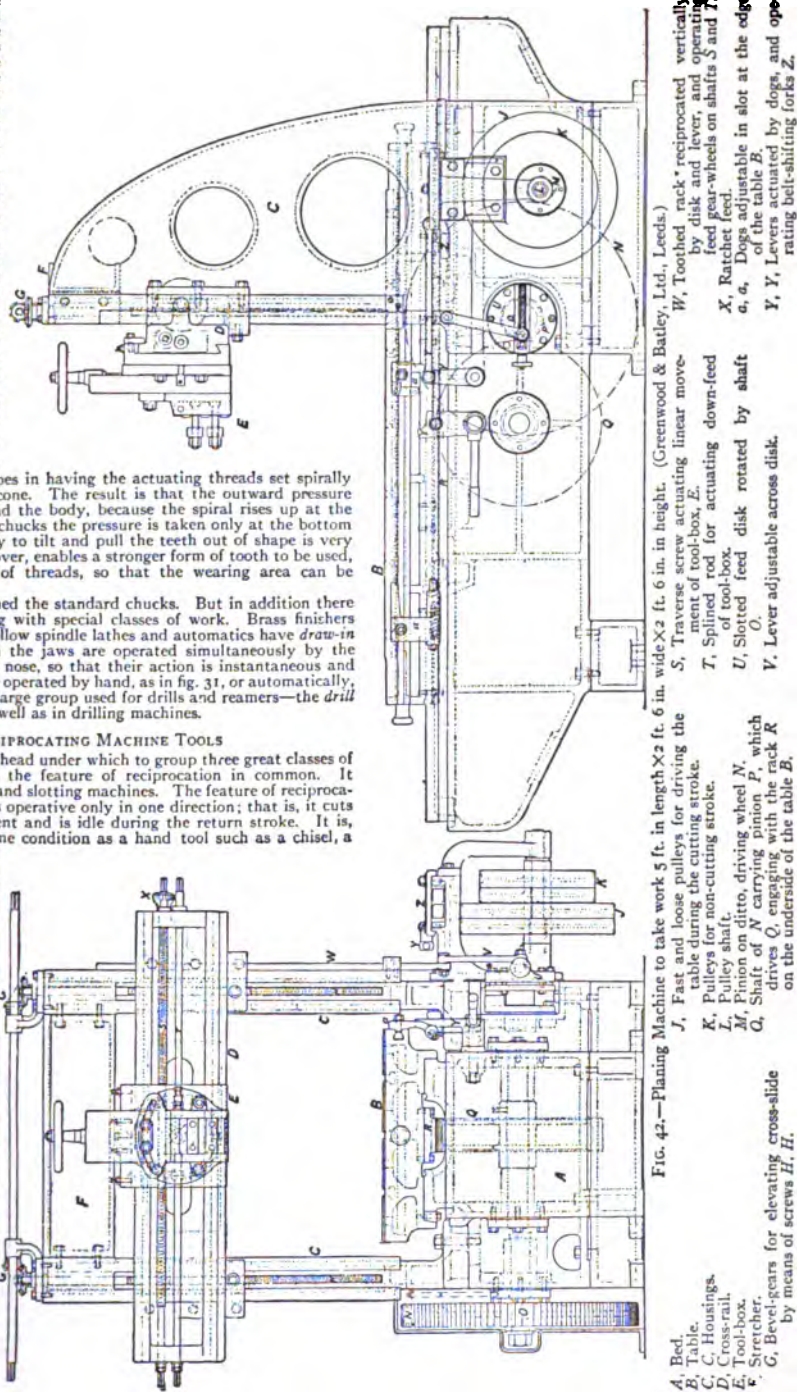 pes in having the actuating threads set spirally
cone. The result is that the outward pressure
nd the body, because the spiral rises up at the
chucks the pressure is taken only at the bottom
y to tilt and pull the teeth out of shape is very
ver, enables a stronger form of tooth to be used,
of threads, so that the wearing area can be
ed the standard chucks. But in addition there
g with special classes of work. Brass finishers
llow spindle lathes and automatics have draw-in
the jaws are operated simultaneously by the
nose, so that their action is instantaneous and
operated by hand, as in fig. 31, or automatically,
arge group used for drills and reamers—the drill
well as in drilling machines.
IPROCATING MACHINE TOOLS
head under which to group three great classes of
the feature of reciprocation in common. It
and slotting machines. The feature of reciproca-
s operative only in one direction; that is, it cuts
ent and is idle during the return stroke. It is,
ne condition as a hand tool such as a chisel, a
FIG. 42.—Planing Machine to take work 5 ft. in length×2 ft. 6 in. wide×2 ft. 6 in. in height. (Greenwood & Batley, Ltd., Leeds.)
A, Bed.
B, Table.
C, C, Housings.
D, Cross-rail.
E, Tool-box.
F, Stretcher.
G, Bevel-gears for elevating cross-slide
by means of screws H, H.
J, Fast and loose pulleys for driving the
table during the cutting stroke.
K, Pulleys for non-cutting stroke.
L, Pulley shaft.
M, Pinion on ditto, driving wheel N.
O, Shaft of N carrying pinion P, which
drives Q, engaging with the rack R
on the underside of the table B.
S, Traverse screw actuating linear move-
ment of tool-box, E.
T, Splined rod for actuating down-feed
of tool-box.
U, Slotted feed disk rotated by shaft
O.
V, Lever adjustable across disk.
W, Toothed rack reciprocated vertically
by disk and lever, and operating
feed gear-wheels on shafts S and T.
X, Ratchet feed.
a, a, Dogs adjustable in slot at the edge
of the table B.
Y, Y, Levers actuated by dogs, and ope-
rating belt-shifting forks Z.